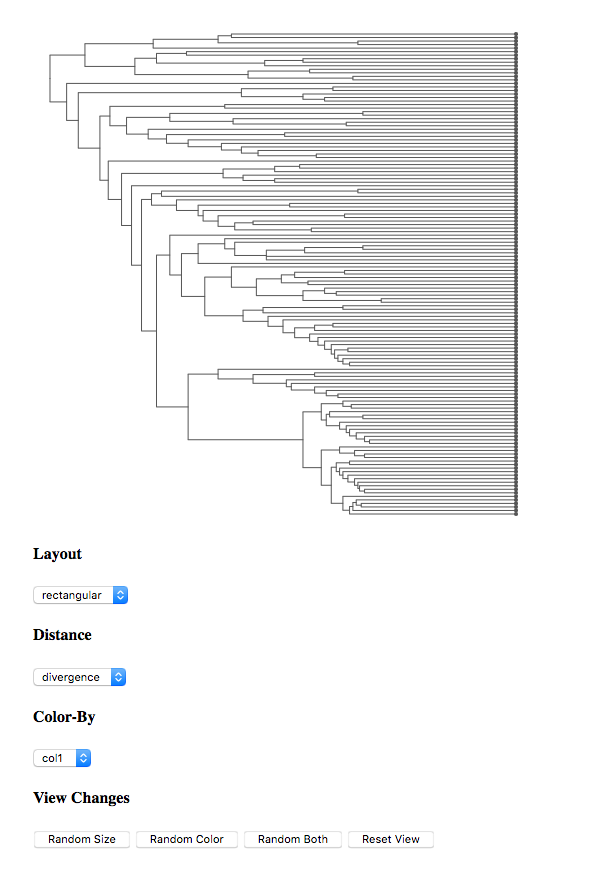 Layout
rectangular
Distance
divergence
Color-By
col1
View Changes
Random Size Random Color Random Both Reset View